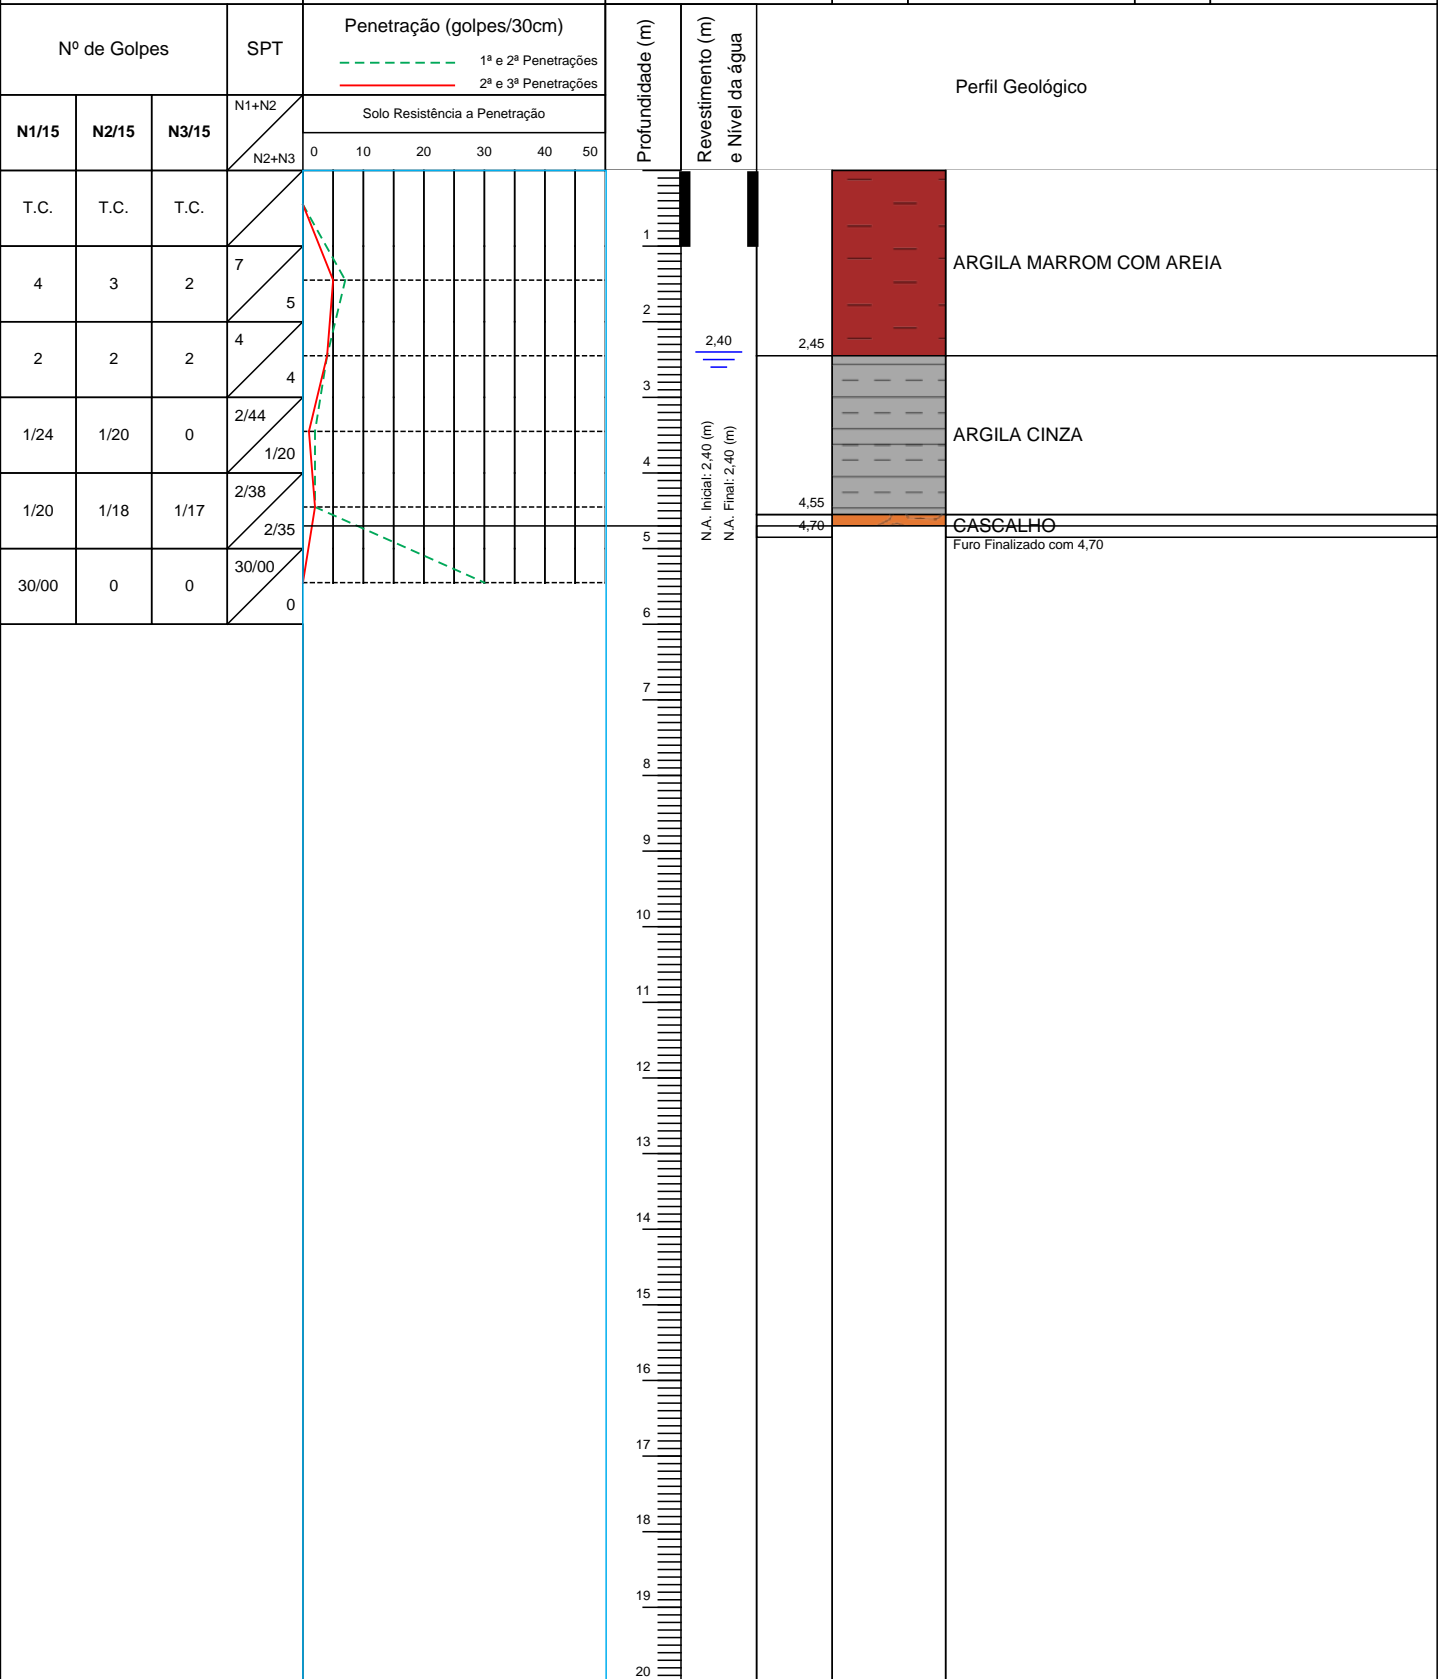 Nº de Golpes
SPT
Penetração (golpes/30cm)
1ª e 2ª Penetrações
2ª e 3ª Penetrações
Profundidade (m)
Revestimento (m)
e Nível da água
Perfil Geológico
N1/15 N2/15 N3/15
N1+N2
N2+N3
Solo Resistência a Penetração
0 10 20 30 40 50
T.C. T.C. T.C.
4 3 2 7 5
2 2 2 4 4
1/24 1/20 0 2/44 1/20
1/20 1/18 1/17 2/38 2/35
30/00 0 0 30/00 0
1
2
3
4
5
6
7
8
9
10
11
12
13
14
15
16
17
18
19
20
2,40
N.A. Inicial: 2,40 (m)
N.A. Final: 2,40 (m)
ARGILA MARROM COM AREIA
2,45
ARGILA CINZA
4,55
4,70
CASCALHO
Furo Finalizado com 4,70